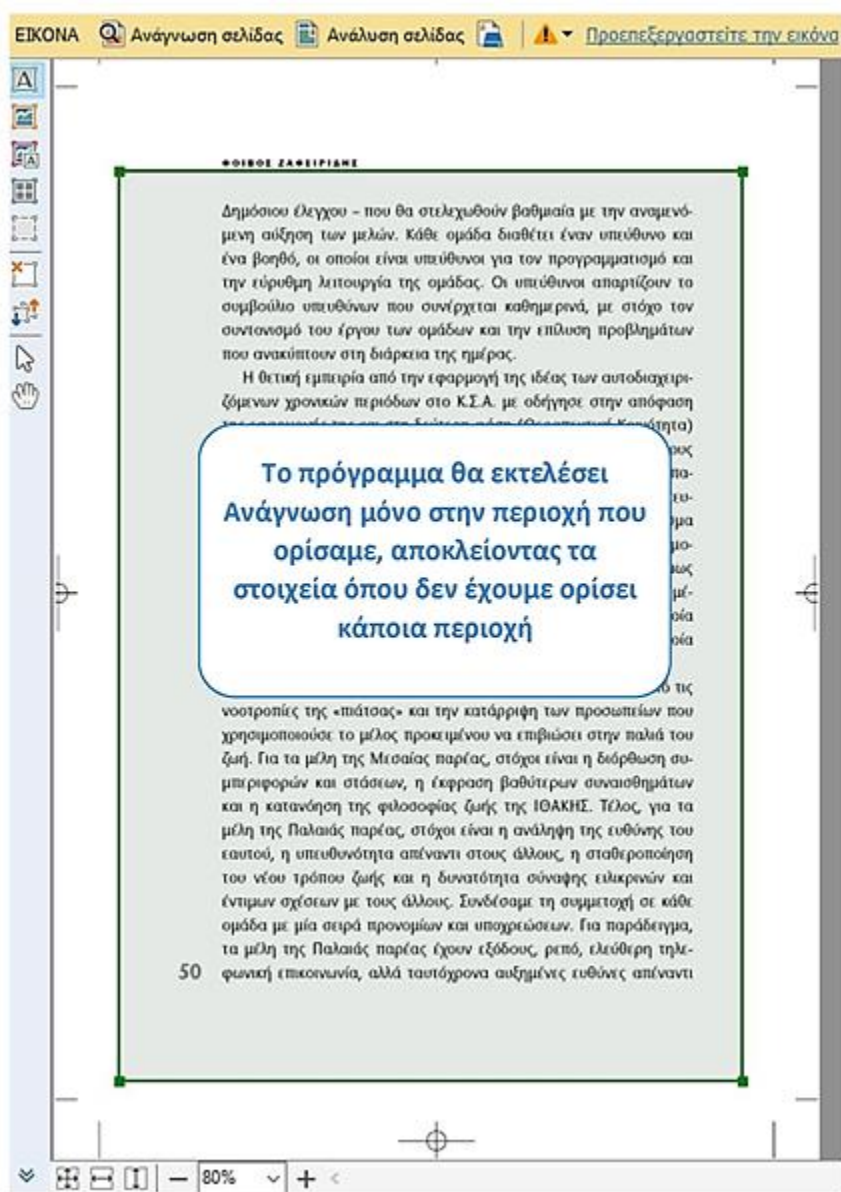 ΕΙΚΟΝΑ Ανάγνωση σελίδας Ανάλυση σελίδας Προεπεξεργαστείτε την εικόνα
ΦΟΙΒΟΣ ΖΑΦΕΙΡΙΔΗΣ
Δημόσιου έλεγχου – που θα στελεχωθούν βαθμιαία με την αναμενό-
μενη αύξηση των μελών. Κάθε ομάδα διαθέτει έναν υπεύθυνο και
ένα βοηθό, οι οποίοι είναι υπεύθυνοι για τον προγραμματισμό και
την εύρυθμη λειτουργία της ομάδας. Οι υπεύθυνοι απαρτίζουν το
συμβούλιο υπευθύνων που συνέρχεται καθημερινά, με στόχο τον
συντονισμό του έργου των ομάδων και την επίλυση προβλημάτων
που ανακύπτουν στη διάρκεια της ημέρας.
Η θετική εμπειρία από την εφαρμογή της ιδέας των αυτοδιαχειρι-
ζόμενων χρονικών περιόδων στο Κ.Σ.Α. με οδήγησε στην απόφαση
Το πρόγραμμα θα εκτελέσει
Ανάγνωση μόνο στην περιοχή που
ορίσαμε, αποκλείοντας τα
στοιχεία όπου δεν έχουμε ορίσει
κάποια περιοχή
τις
νοοτροπίες της «πιάτσας» και την κατάρριψη των προσωπείων που
χρησιμοποιούσε το μέλος προκειμένου να επιβιώσει στην παλιά του
ζωή. Για τα μέλη της Μεσαίας παρέας, στόχοι είναι η διόρθωση συ-
μπεριφορών και στάσεων, η έκφραση βαθύτερων συναισθημάτων
και η κατανόηση της φιλοσοφίας ζωής της ΙΘΑΚΗΣ. Τέλος, για τα
μέλη της Παλαιάς παρέας, στόχοι είναι η ανάληψη της ευθύνης του
εαυτού, η υπευθυνότητα απέναντι στους άλλους, η σταθεροποίηση
του νέου τρόπου ζωής και η δυνατότητα σύναψης ειλικρινών και
έντιμων σχέσεων με τους άλλους. Συνδέσαμε τη συμμετοχή σε κάθε
ομάδα με μία σειρά προνομίων και υποχρεώσεων. Για παράδειγμα,
τα μέλη της Παλαιάς παρέας έχουν εξόδους, ρεπό, ελεύθερη τηλε-
50 φωνική επικοινωνία, αλλά ταυτόχρονα αυξημένες ευθύνες απέναντι
80%